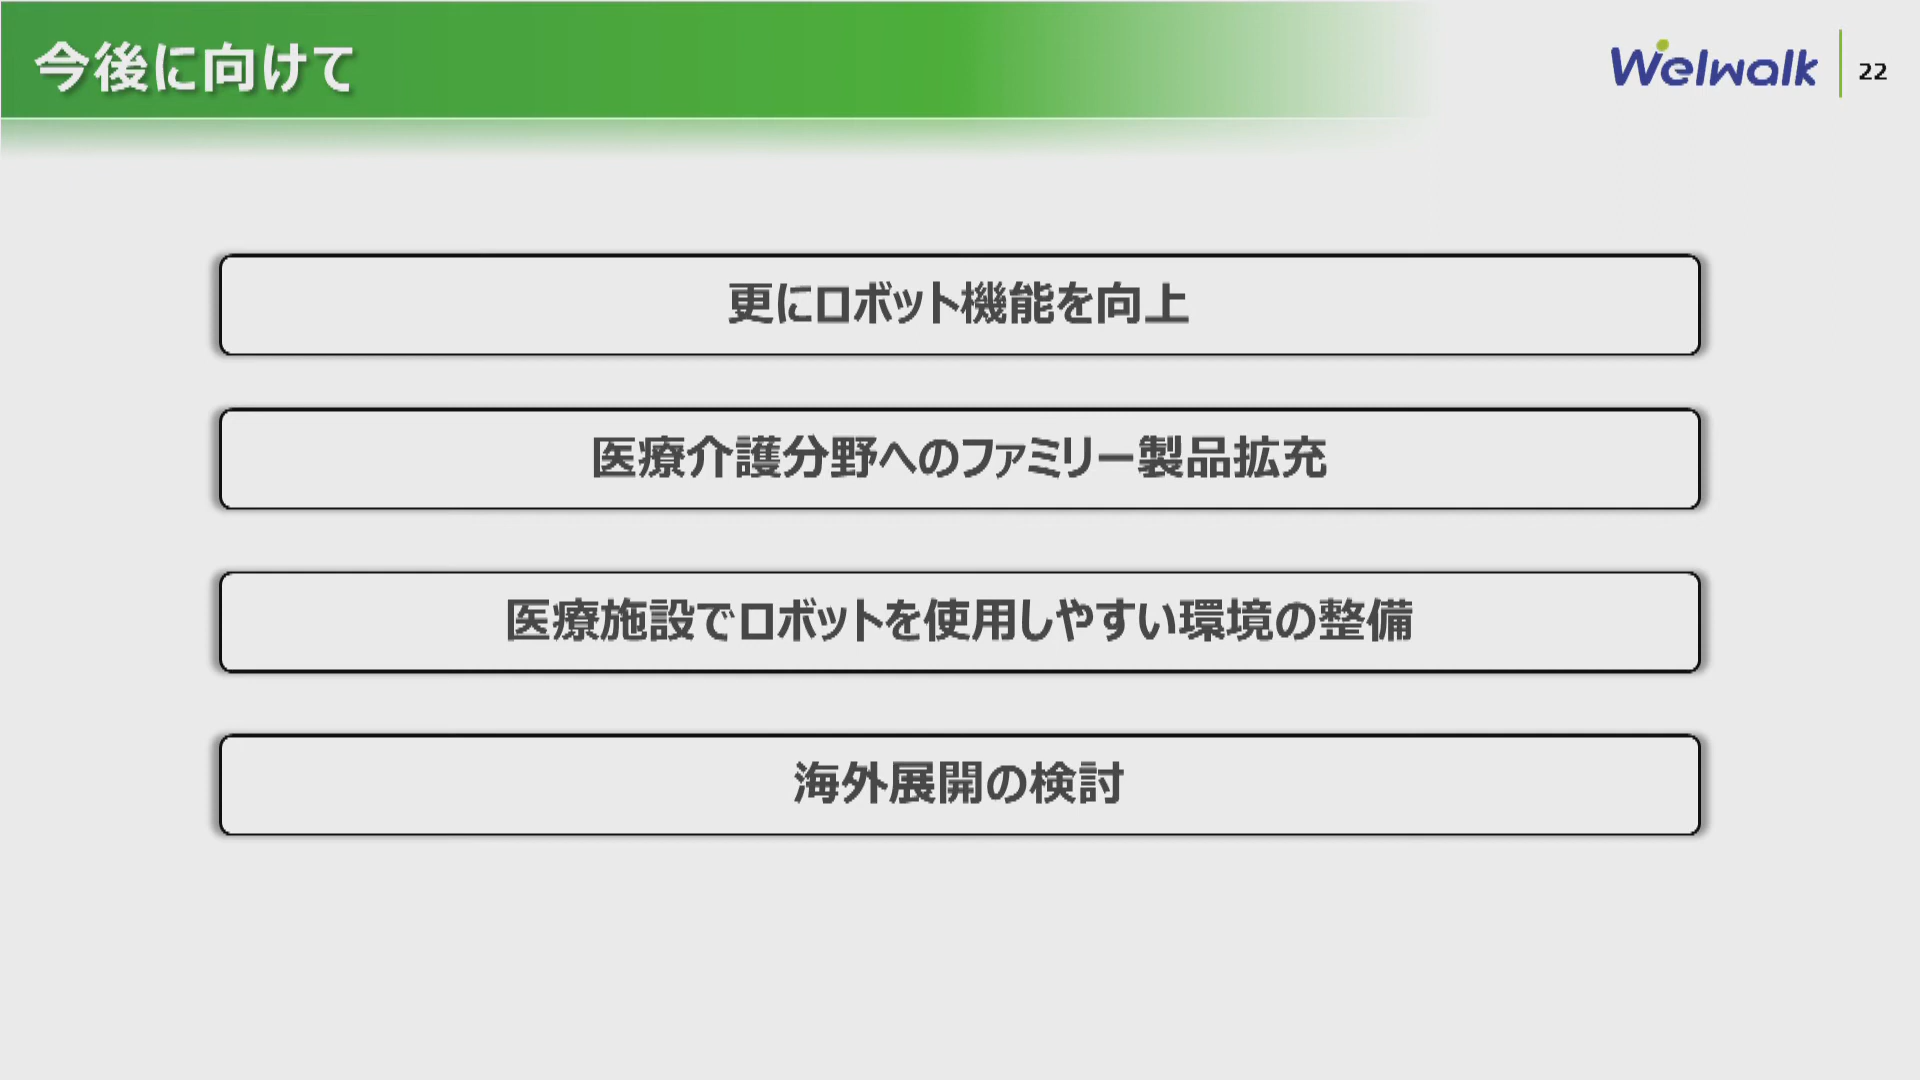 今後に向けて
Welwalk
22
更にロボット機能を向上
医療介護分野へのファミリー製品拡充
医療施設でロボットを使用しやすい環境の整備
海外展開の検討